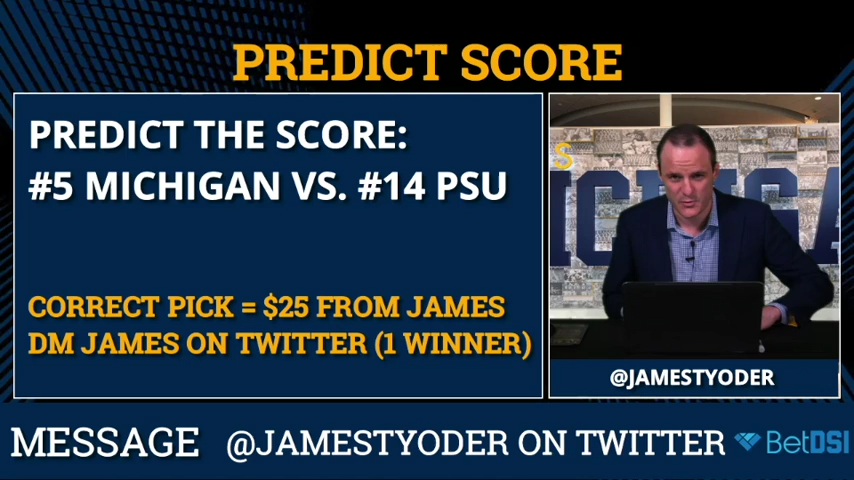 PREDICT SCORE
PREDICT THE SCORE:
#5 MICHIGAN VS. #14 PSU
CORRECT PICK = $25 FROM JAMES
DM JAMES ON TWITTER (1 WINNER)
S
ICHIGA
@JAMESTYODER
MESSAGE @JAMESTYODER ON TWITTER BetDSI